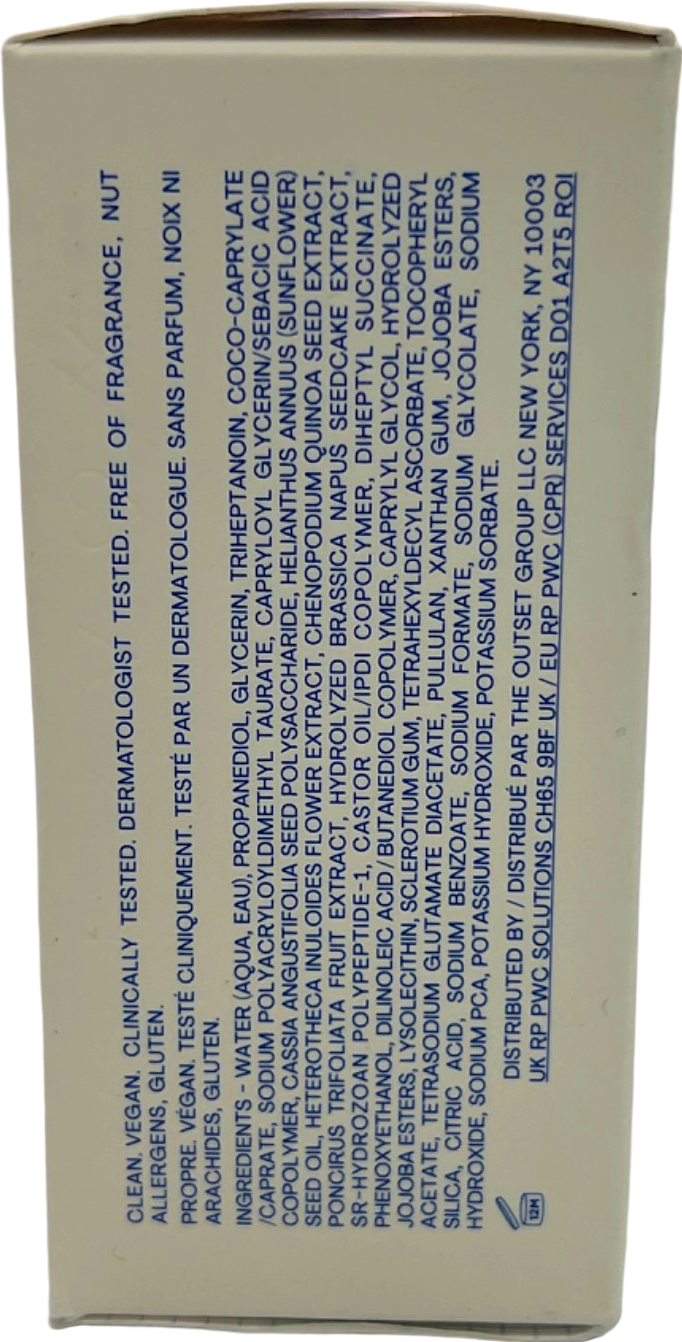 CLEAN. VEGAN. CLINICALLY TESTED. DERMATOLOGIST TESTED. FREE OF FRAGRANCE, NUT
ALLERGENS, GLUTEN.
PROPRE. VÉGAN. TESTÉ CLINIQUEMENT. TESTÉ PAR UN DERMATOLOGUE. SANS PARFUM, NOIX NI
ARACHIDES, GLUTEN.
INGREDIENTS - WATER (AQUA, EAU), PROPANEDIOL, GLYCERIN, TRIHEPTANOIN, COCO-CAPRYLATE
/CAPRATE, SODIUM POLYACRYLOYLDIMETHYL TAURATE, CAPRYLOYL GLYCERIN/SEBACIC ACID
COPOLYMER, CASSIA ANGUSTIFOLIA SEED POLYSACCHARIDE, HELIANTHUS ANNUUS (SUNFLOWER)
SEED OIL, HETEROTHECA INULOIDES FLOWER EXTRACT, CHENOPODIUM QUINOA SEED EXTRACT,
PONCIRUS TRIFOLIATA FRUIT EXTRACT, HYDROLYZED BRASSICA NAPUS SEEDCAKE EXTRACT,
SR-HYDROZOAN POLYPEPTIDE-1, CASTOR OIL/IPDI COPOLYMER, DIHEPTYL SUCCINATE,
PHENOXYETHANOL, DILINOLEIC ACID/BUTANEDIOL COPOLYMER, CAPRYLYL GLYCOL, HYDROLYZED
JOJOBA ESTERS, LYSOLECITHIN, SCLEROTIUM GUM, TETRAHEXYLDECYL ASCORBATE, TOCOPHERYL
ACETATE, TETRASODIUM GLUTAMATE DIACETATE, PULLULAN, XANTHAN GUM, JOJOBA ESTERS,
SILICA, CITRIC ACID, SODIUM BENZOATE, SODIUM FORMATE, SODIUM GLYCOLATE, SODIUM
HYDROXIDE, SODIUM PCA, POTASSIUM HYDROXIDE, POTASSIUM SORBATE.
DISTRIBUTED BY / DISTRIBUÉ PAR THE OUTSET GROUP LLC NEW YORK, NY 10003
UK RP PWC SOLUTIONS CH65 9BF UK / EU RP PWC (CPR) SERVICES D01 A2T5 ROI
12M